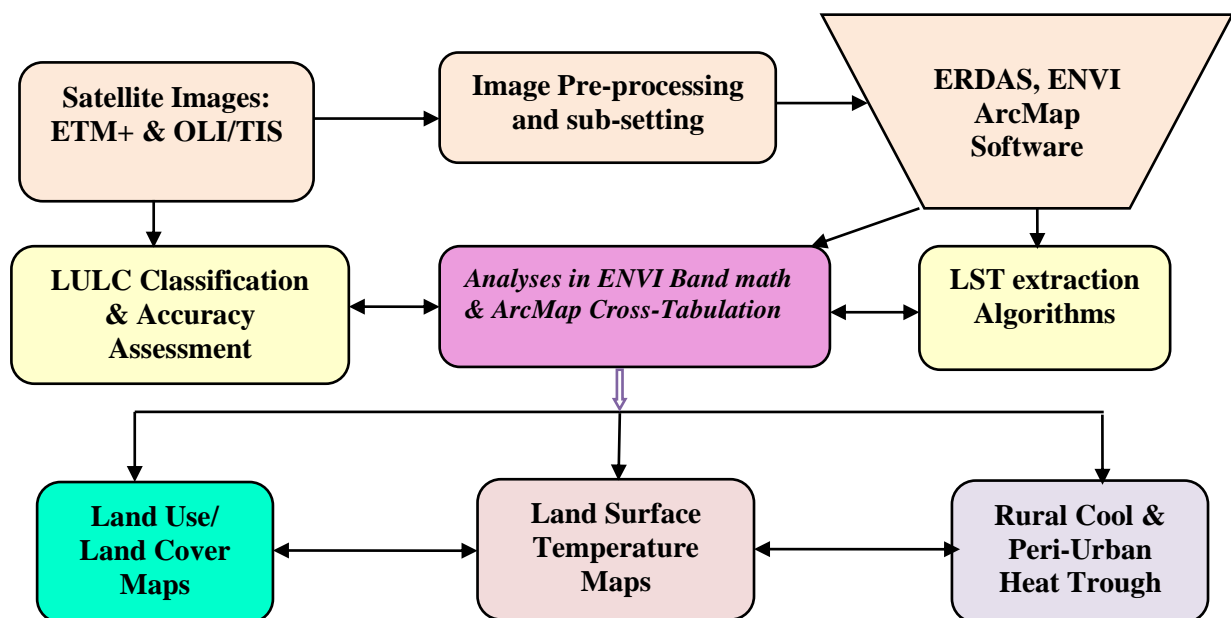 Satellite Images:
ETM+ & OLI/TIS
Image Pre-processing
and sub-setting
ERDAS, ENVI
ArcMap
Software
LULC Classification
& Accuracy
Assessment
Analyses in ENVI Band math
& ArcMap Cross-Tabulation
LST extraction
Algorithms
Land Use/
Land Cover
Maps
Land Surface
Temperature
Maps
Rural Cool &
Peri-Urban
Heat Trough